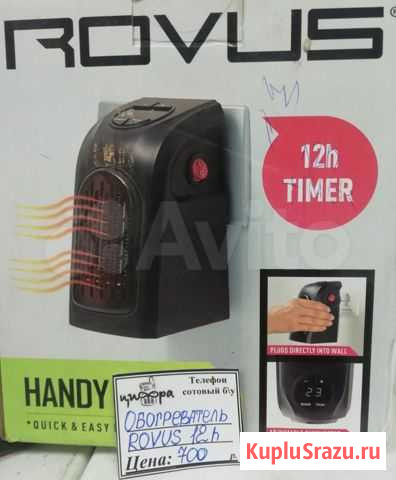 ROVUS®
12h
TIMER
Avito
PLUGS DIRECTLY INTO WALL
23
HANDY
"QUICK & EASY
цифра
Телефон
сотовый б\у
ОБОГРЕВАТЕЛЬ
ROVUS 12h
Цена: 700 р.
KupluSrazu.ru